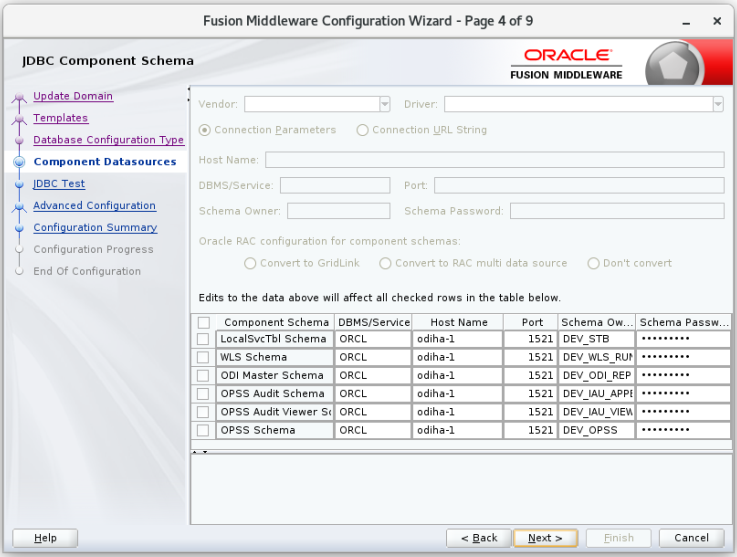 Fusion Middleware Configuration Wizard - Page 4 of 9
JDBC Component Schema
ORACLE
FUSION MIDDLEWARE
Update Domain
Templates
Database Configuration Type
Component Datasources
JDBC Test
Advanced Configuration
Configuration Summary
Configuration Progress
End Of Configuration
Vendor: Driver:
Connection Parameters Connection URL String
Host Name:
DBMS/Service: Port:
Schema Owner: Schema Password:
Oracle RAC configuration for component schemas:
Convert to GridLink Convert to RAC multi data source Don't convert
Edits to the data above will affect all checked rows in the table below.
Component Schema DBMS/Service Host Name Port Schema Ow... Schema Passw...
LocalSvcTbl Schema ORCL odiha-1 1521 DEV_STB •••••••••
WLS Schema ORCL odiha-1 1521 DEV_WLS_RUN •••••••••
ODI Master Schema ORCL odiha-1 1521 DEV_ODI_REP •••••••••
OPSS Audit Schema ORCL odiha-1 1521 DEV_IAU_APPE •••••••••
OPSS Audit Viewer Sc ORCL odiha-1 1521 DEV_IAU_VIEW •••••••••
OPSS Schema ORCL odiha-1 1521 DEV_OPSS •••••••••
Help < Back Next > Finish Cancel